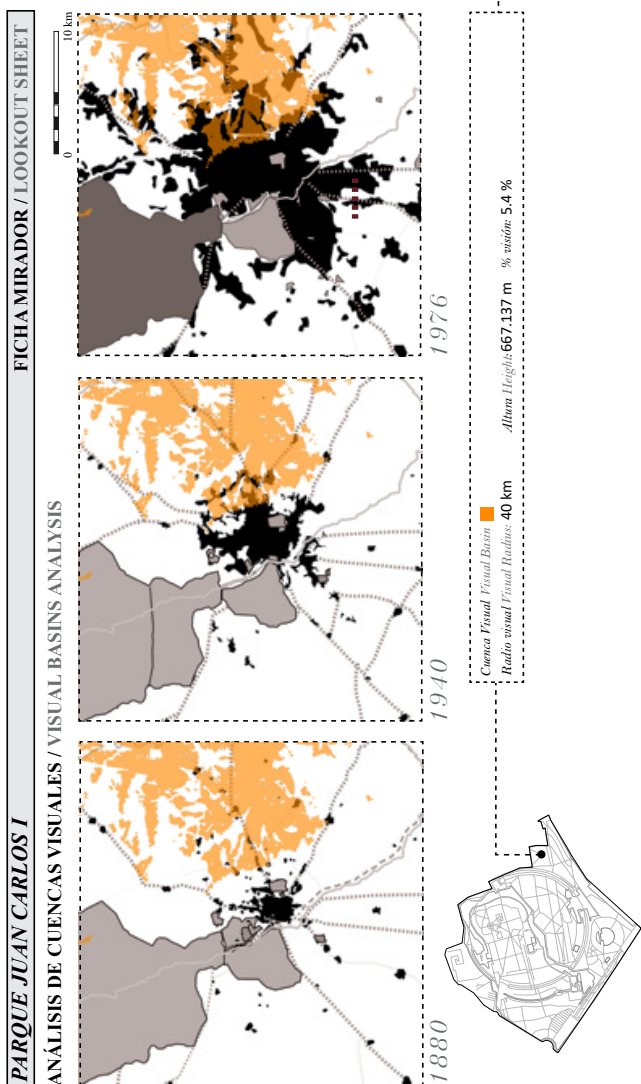 PARQUE JUAN CARLOS I
FICHA MIRADOR / LOOKOUT SHEET
ANÁLISIS DE CUENCAS VISUALES / VISUAL BASINS ANALYSIS
0 10 km
1880
1940
1976
Cuenca Visual Visual Basin
Radio visual Visual Radius: 40 km Altura Height: 667.137 m % visión: 5.4 %